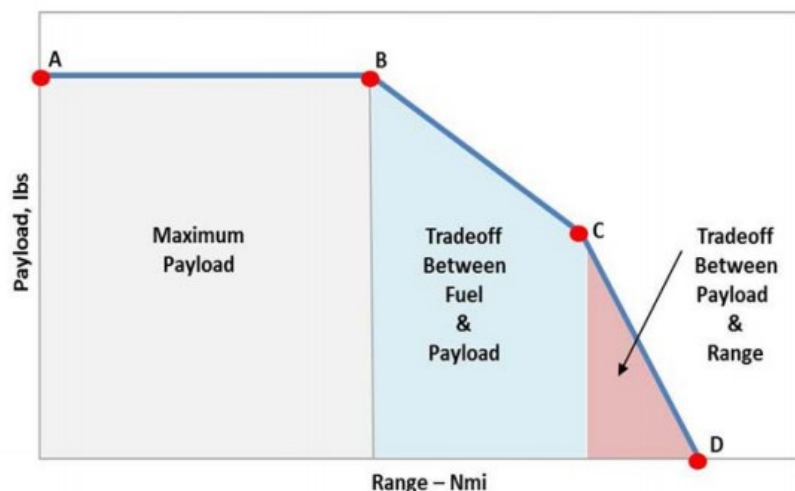 A
B
Payload, lbs
Maximum
Payload
Tradeoff
Between
Fuel
&
Payload
C
Tradeoff
Between
Payload
&
Range
D
Range – Nmi